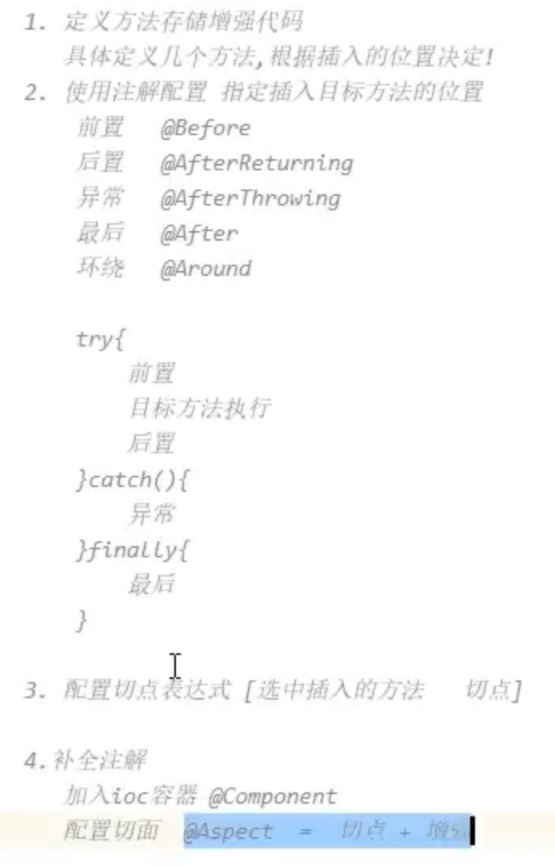 1. 定义方法存储增强代码
具体定义几个方法,根据插入的位置决定!
2. 使用注解配置 指定插入目标方法的位置
前置 @Before
后置 @AfterReturning
异常 @AfterThrowing
最后 @After
环绕 @Around
try{
前置
目标方法执行
后置
}catch(){
异常
}finally{
最后
}
3. 配置切点表达式 [选中插入的方法 切点]
4.补全注解
加入ioc容器 @Component
配置切面 @Aspect = 切点 + 增强